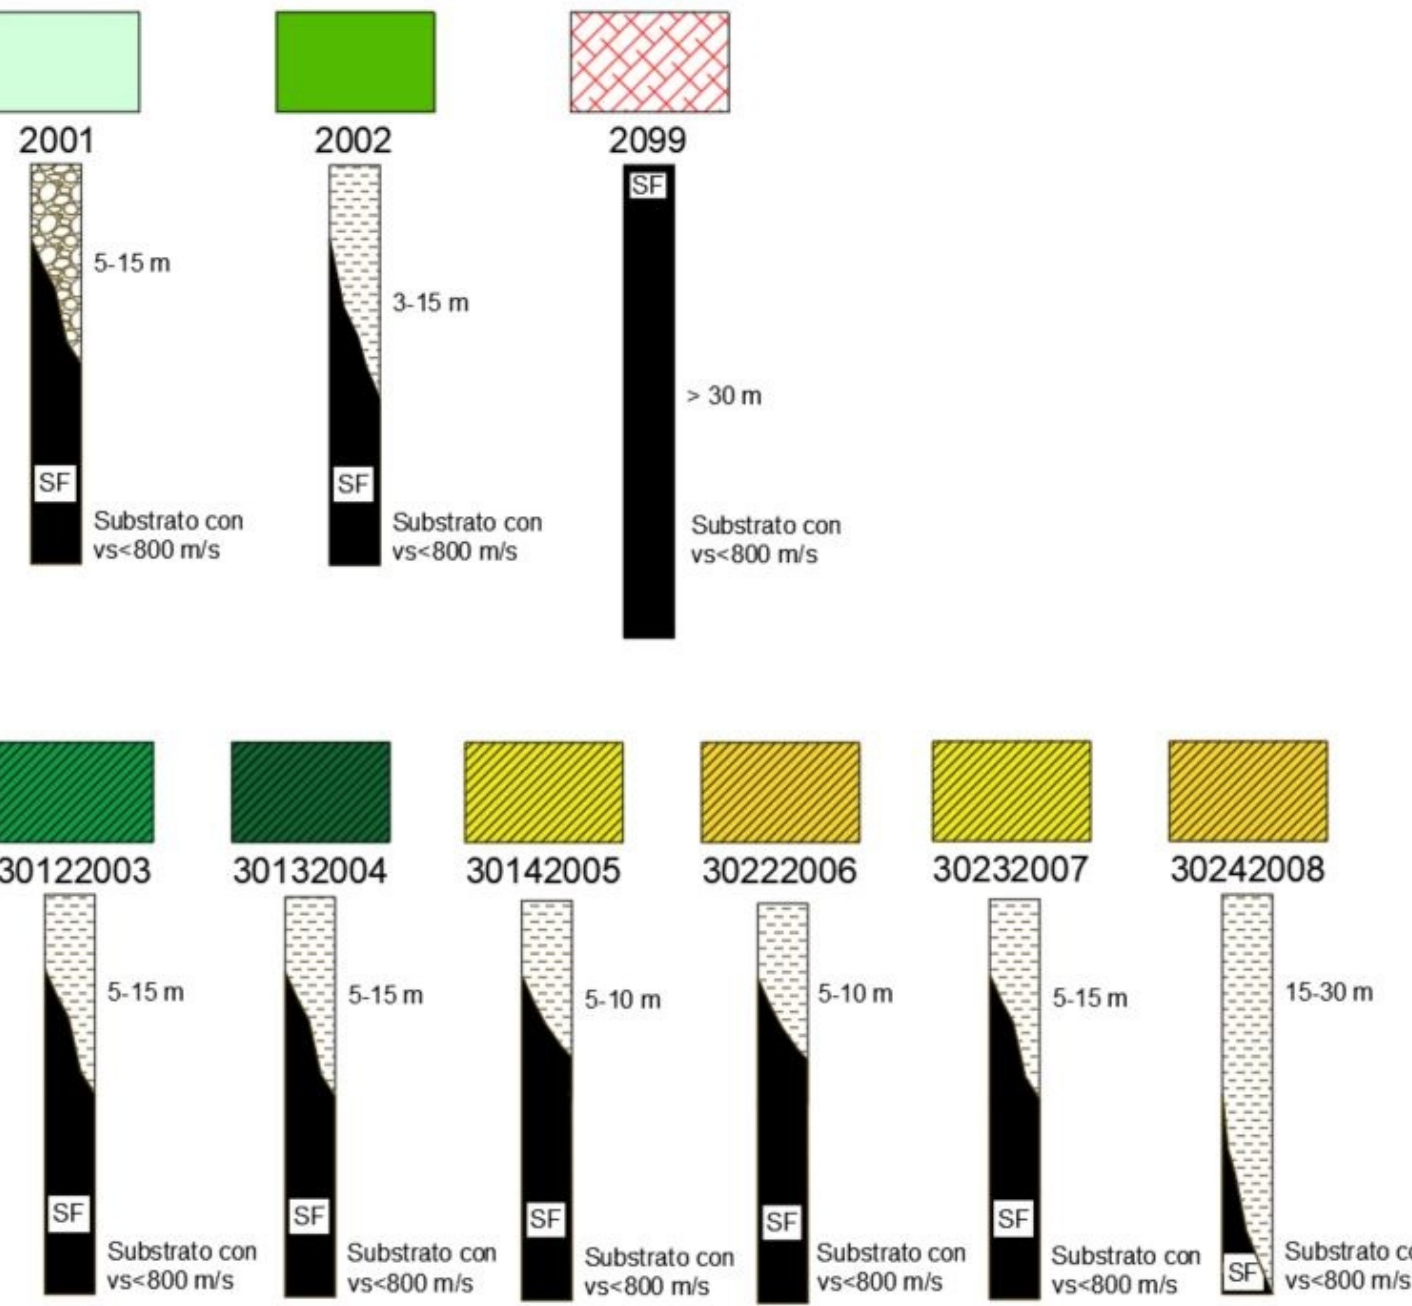 2001
2002
2099
SF
5-15 m
3-15 m
> 30 m
SF
SF
Substrato con
vs<800 m/s
Substrato con
vs<800 m/s
Substrato con
vs<800 m/s
30122003
30132004
30142005
30222006
30232007
30242008
5-15 m
5-15 m
5-10 m
5-10 m
5-15 m
15-30 m
SF
SF
SF
SF
SF
SF
Substrato con
vs<800 m/s
Substrato con
vs<800 m/s
Substrato con
vs<800 m/s
Substrato con
vs<800 m/s
Substrato con
vs<800 m/s
Substrato co
vs<800 m/s